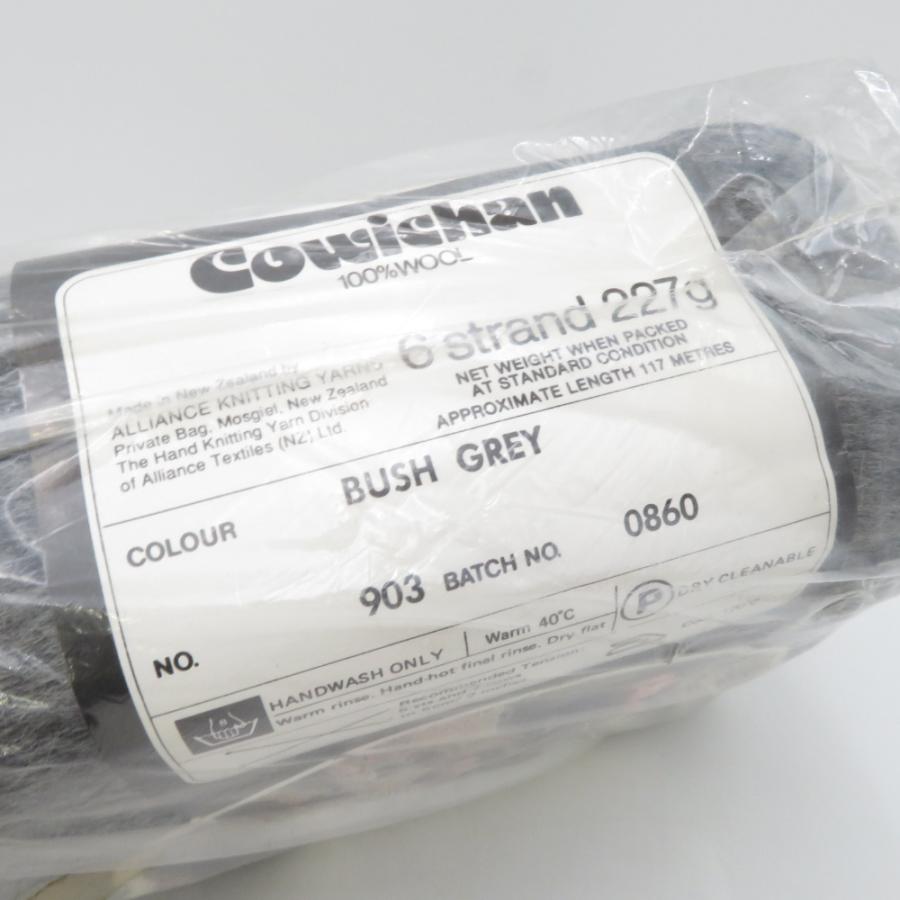 Cowichan
100% WOOL
6 strand 227g
NET WEIGHT WHEN PACKED
AT STANDARD CONDITION
APPROXIMATE LENGTH 117 METRES
Made in New Zealand by
ALLIANCE KNITTING YARNS
Private Bag, Mosgiel, New Zealand
The Hand Knitting Yarn Division
of Alliance Textiles (NZ) Ltd.
COLOUR BUSH GREY
NO. 903 BATCH NO. 0860
HANDWASH ONLY Warm 40°C
Warm rinse. Hand-hot final rinse. Dry flat
P DRY CLEANABLE
Recommended Tension: